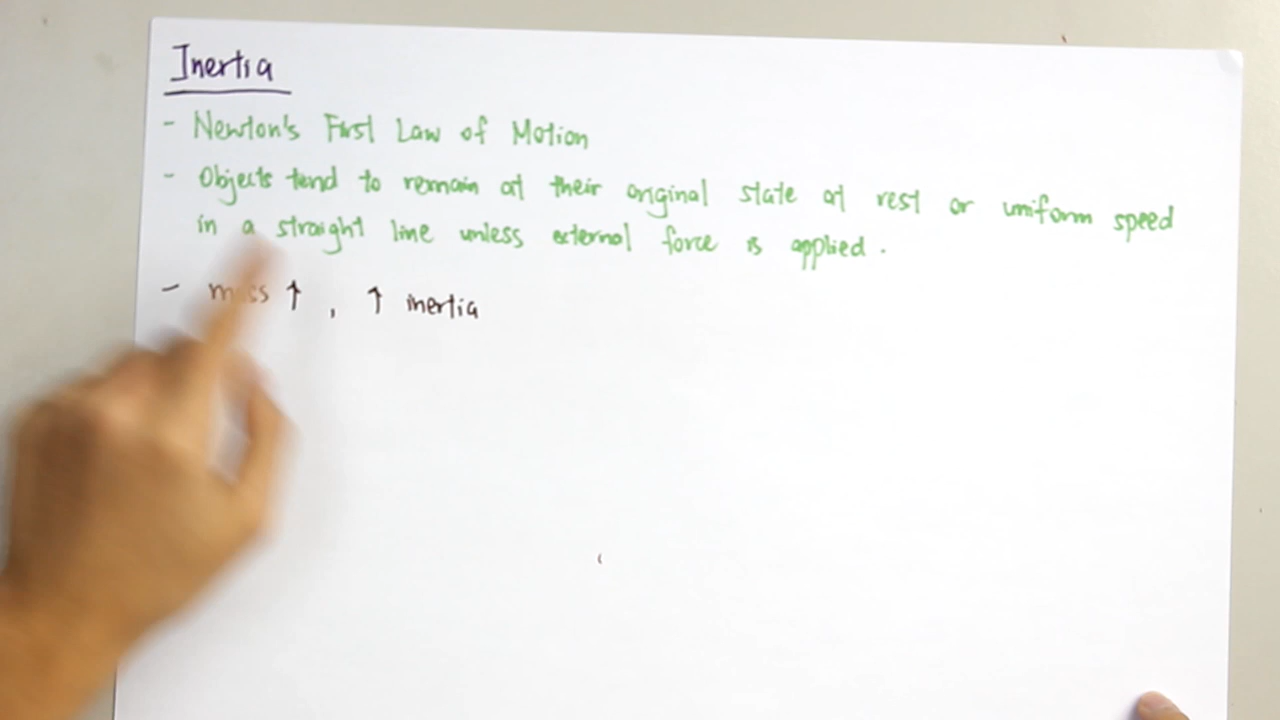 Inertia
- Newton's First Law of Motion
- Objects tend to remain at their original state of rest or uniform speed
in a straight line unless external force is applied.
- mass ↑ , ↑ inertia